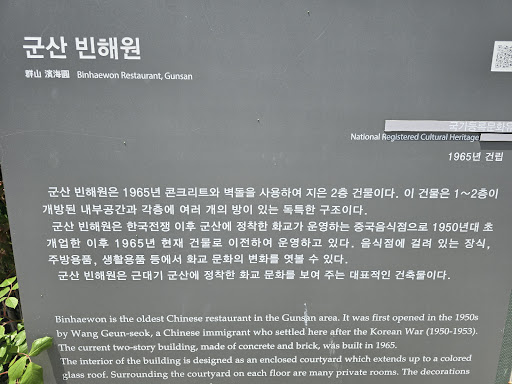 군산 빈해원
群山 濱海園 Binhaewon Restaurant, Gunsan
국가등록문화유산
National Registered Cultural Heritage
1965년 건립
군산 빈해원은 1965년 콘크리트와 벽돌을 사용하여 지은 2층 건물이다. 이 건물은 1~2층이
개방된 내부공간과 각층에 여러 개의 방이 있는 독특한 구조이다.
군산 빈해원은 한국전쟁 이후 군산에 정착한 화교가 운영하는 중국음식점으로 1950년대 초
개업한 이후 1965년 현재 건물로 이전하여 운영하고 있다. 음식점에 걸려 있는 장식,
주방용품, 생활용품 등에서 화교 문화의 변화를 엿볼 수 있다.
군산 빈해원은 근대기 군산에 정착한 화교 문화를 보여 주는 대표적인 건축물이다.
Binhaewon is the oldest Chinese restaurant in the Gunsan area. It was first opened in the 1950s
by Wang Geun-seok, a Chinese immigrant who settled here after the Korean War (1950-1953).
The current two-story building, made of concrete and brick, was built in 1965.
The interior of the building is designed as an enclosed courtyard which extends up to a colored
glass roof. Surrounding the courtyard on each floor are many private rooms. The decorations